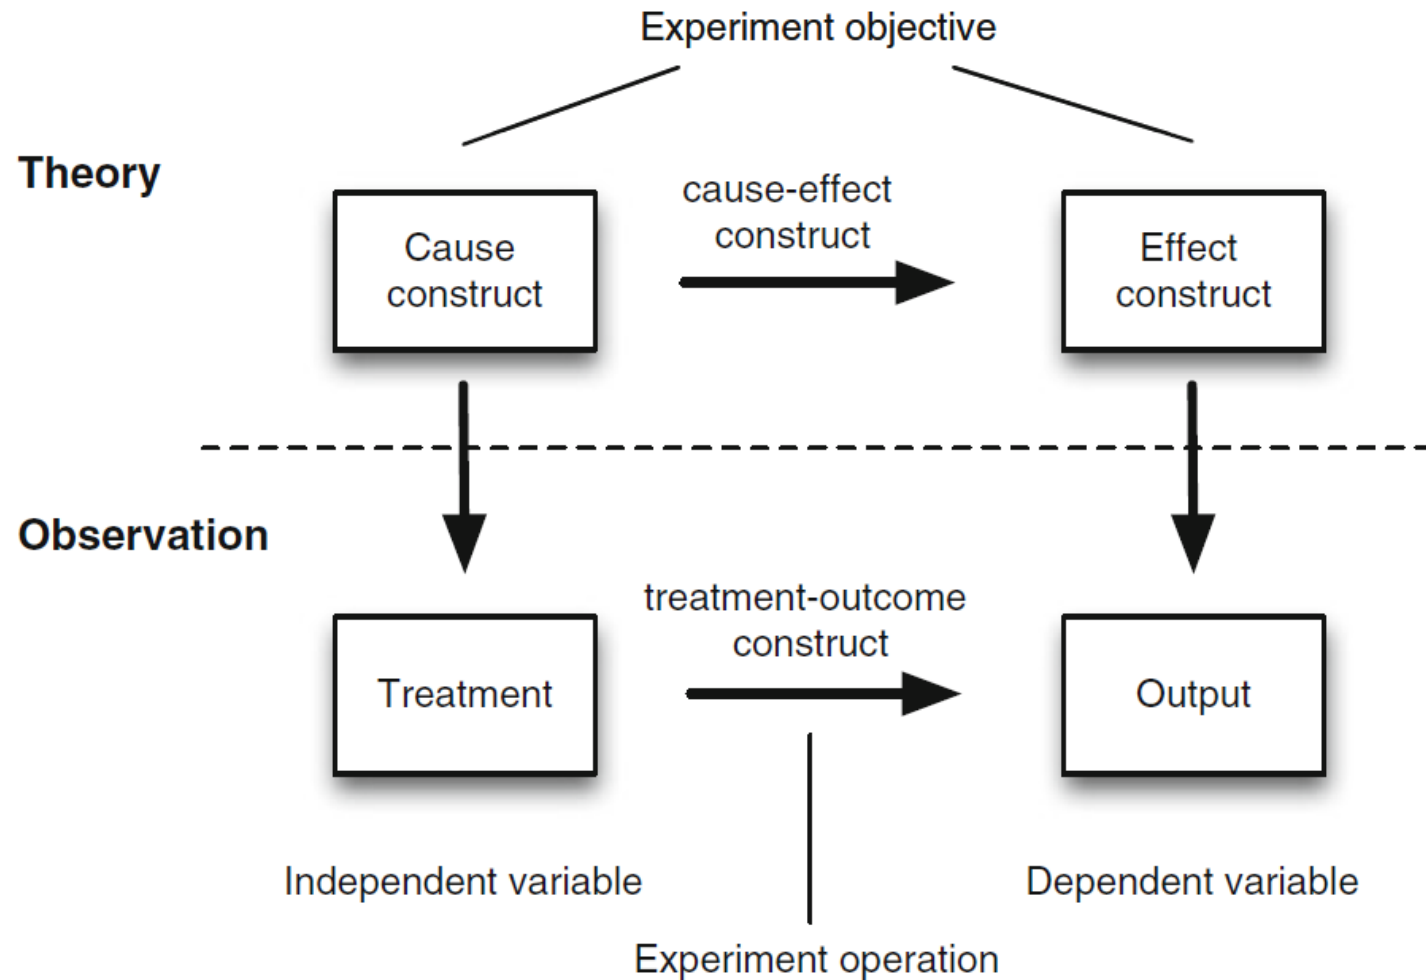 Experiment objective
Theory
cause-effect
construct
Cause
construct
Effect
construct
Observation
treatment-outcome
construct
Treatment
Output
Independent variable
Dependent variable
Experiment operation